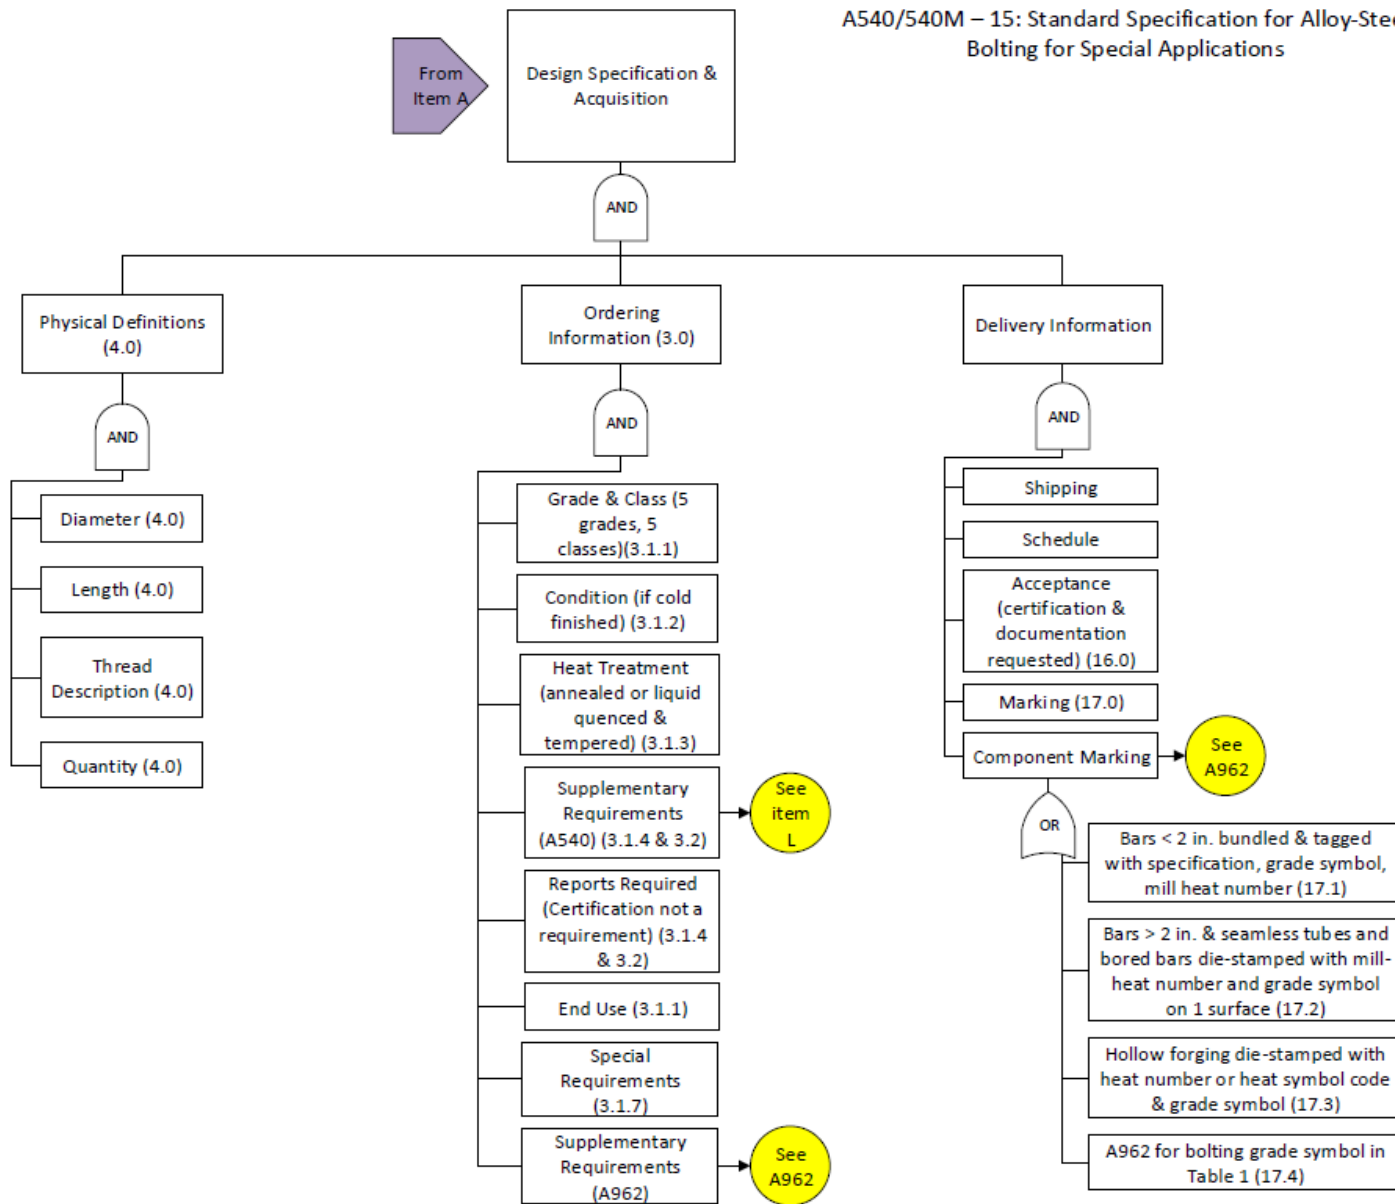 A540/540M – 15: Standard Specification for Alloy-Stee
Bolting for Special Applications
From
Item A
Design Specification &
Acquisition
AND
Physical Definitions
(4.0)
AND
Diameter (4.0)
Length (4.0)
Thread
Description (4.0)
Quantity (4.0)
Ordering
Information (3.0)
AND
Grade & Class (5
grades, 5
classes)(3.1.1)
Condition (if cold
finished) (3.1.2)
Heat Treatment
(annealed or liquid
quenced &
tempered) (3.1.3)
Supplementary
Requirements
(A540) (3.1.4 & 3.2)
See
item
L
Reports Required
(Certification not a
requirement) (3.1.4
& 3.2)
End Use (3.1.1)
Special
Requirements
(3.1.7)
Supplementary
Requirements
(A962)
See
A962
Delivery Information
AND
Shipping
Schedule
Acceptance
(certification &
documentation
requested) (16.0)
Marking (17.0)
Component Marking
See
A962
OR
Bars < 2 in. bundled & tagged
with specification, grade symbol,
mill heat number (17.1)
Bars > 2 in. & seamless tubes and
bored bars die-stamped with mill-
heat number and grade symbol
on 1 surface (17.2)
Hollow forging die-stamped with
heat number or heat symbol code
& grade symbol (17.3)
A962 for bolting grade symbol in
Table 1 (17.4)